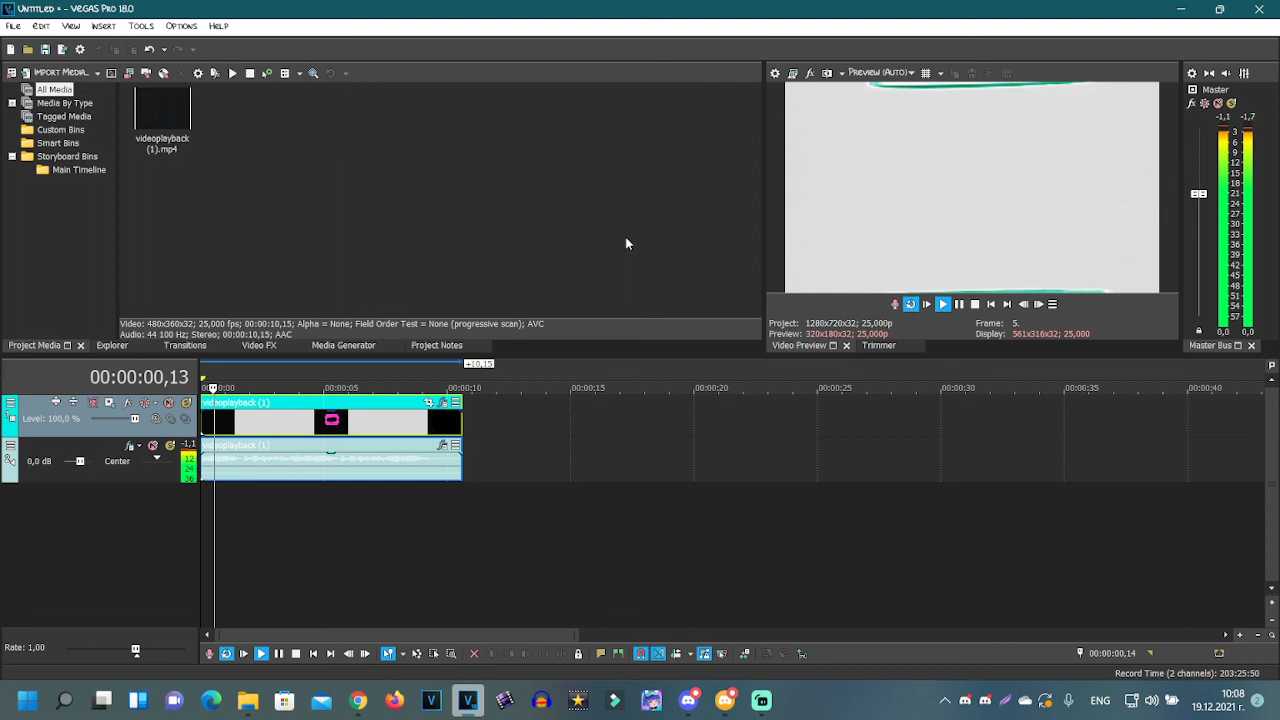 Untitled * - VEGAS Pro 18.0
File Edit View Insert Tools Options Help
Import Media...
All Media
Media By Type
Tagged Media
Custom Bins
Smart Bins
Storyboard Bins
Main Timeline
videoplayback
(1).mp4
Video: 480x360x32; 25,000 fps; 00:00:10,15; Alpha = None; Field Order Test = None (progressive scan); AVC
Audio: 44 100 Hz; Stereo; 00:00:10,15; AAC
Project Media Explorer Transitions Video FX Media Generator Project Notes
Preview (Auto)
Project: 1280x720x32; 25,000p
Frame: 5.
Preview: 320x180x32; 25,000p
Display: 561x316x32; 25,000
Video Preview Trimmer
Master
-1,1 -1,7
3
6
9
12
15
18
21
24
27
30
33
36
39
42
45
48
51
54
57
0,0 0,0
Master Bus
+10,15
00:00:00,13
00:00:05 00:00:10 00:00:15 00:00:20 00:00:25 00:00:30 00:00:35 00:00:40
Level: 100,0 %
videoplayback (1)
videoplayback (1)
-1,1
0,0 dB Center
12
24
36
Rate: 1,00
00:00:00,14
Record Time (2 channels): 203:25:50
ENG
10:08
19.12.2021 г.
2